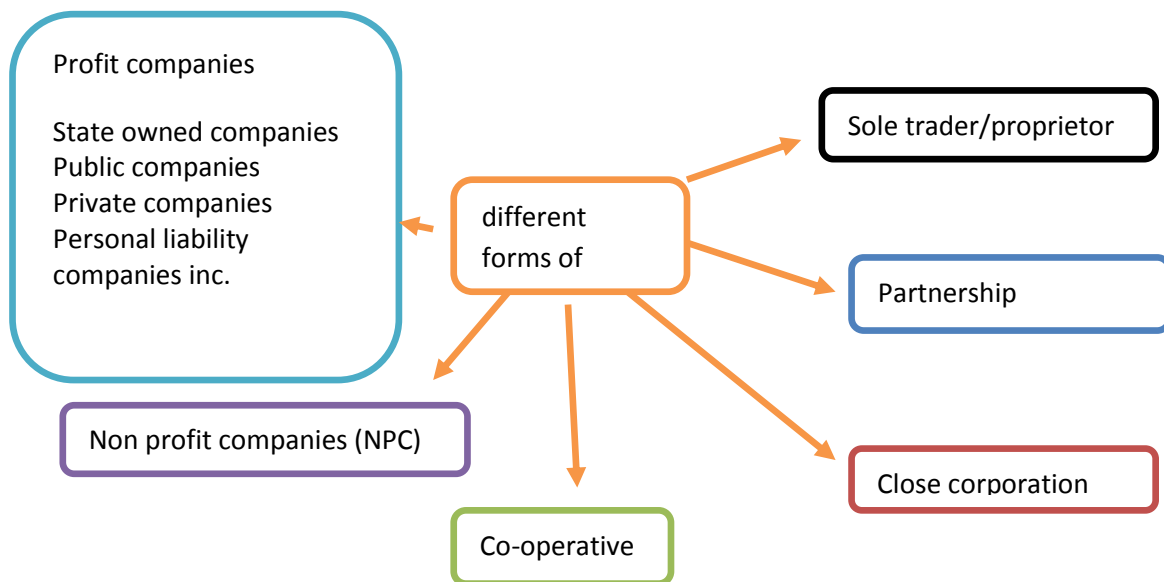 Profit companies
State owned companies
Public companies
Private companies
Personal liability
companies inc.
different
forms of
Sole trader/proprietor
Partnership
Close corporation
Co-operative
Non profit companies (NPC)